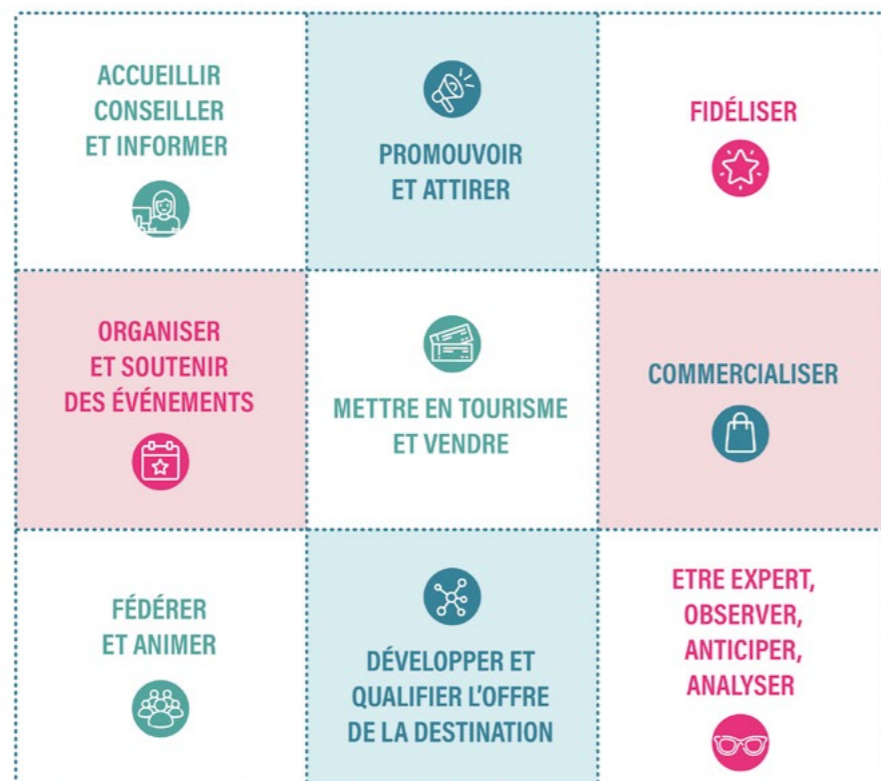 ACCUEILLIR
CONSEILLER
ET INFORMER
PROMOUVOIR
ET ATTIRER
FIDÉLISER
ORGANISER
ET SOUTENIR
DES ÉVÉNEMENTS
METTRE EN TOURISME
ET VENDRE
COMMERCIALISER
FÉDÉRER
ET ANIMER
DÉVELOPPER ET
QUALIFIER L'OFFRE
DE LA DESTINATION
ETRE EXPERT,
OBSERVER,
ANTICIPER,
ANALYSER